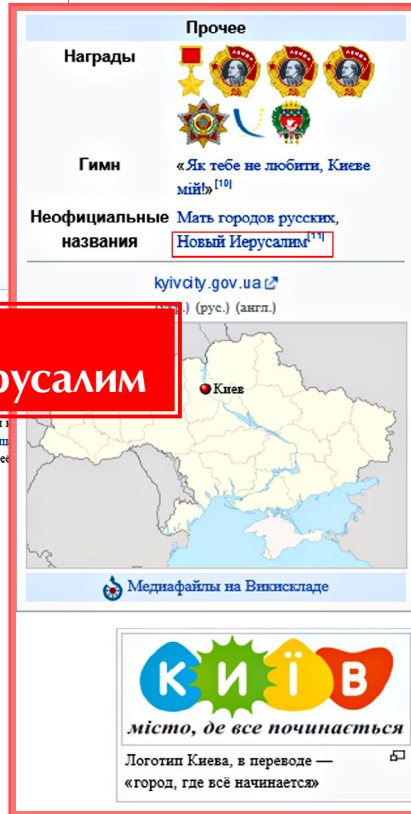 Прочее
Награды
Гимн
«Як тебе не любити, Києве
мій!»[10]
Неофициальные названия
Мать городов русских,
Новый Иерусалим[11]
kyivcity.gov.ua
.) (рус.) (англ.)
русалим
Киев
Медиафайлы на Викискладе
КИЇВ
місто, де все починається
Логотип Киева, в переводе —
«город, где всё начинается»